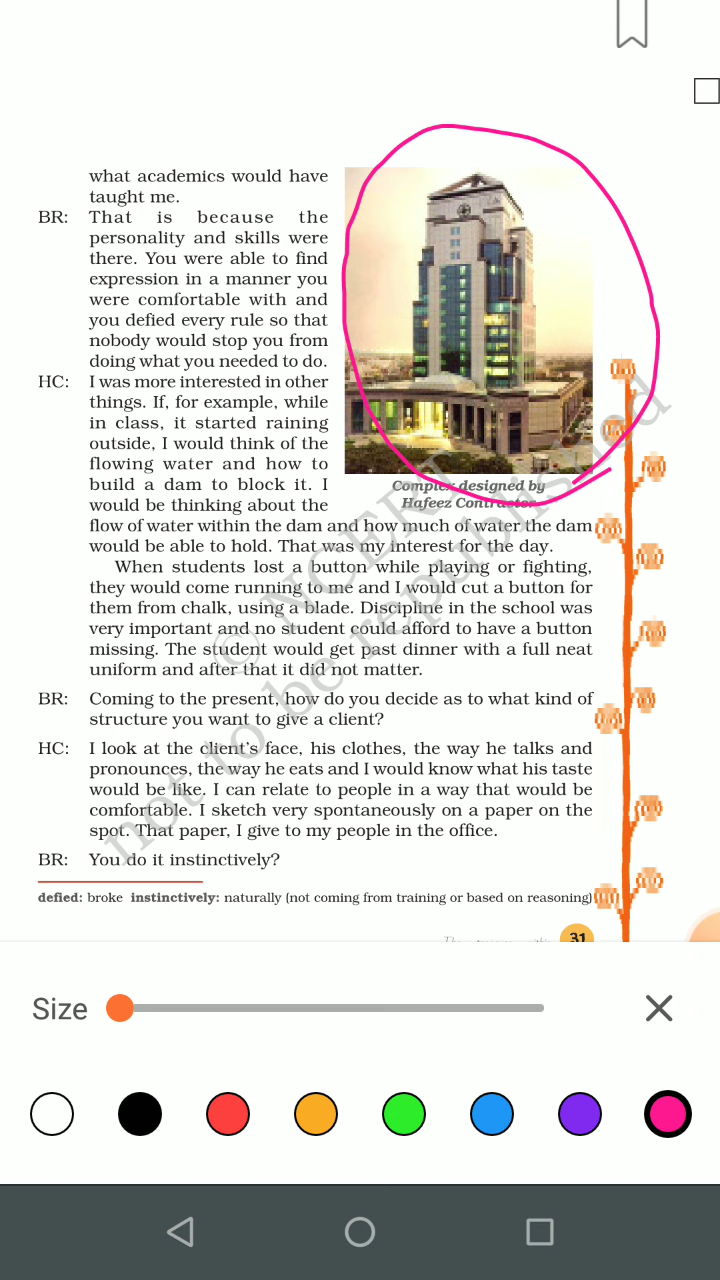 what academics would have
taught me.
BR: That is because the
personality and skills were
there. You were able to find
expression in a manner you
were comfortable with and
you defied every rule so that
nobody would stop you from
doing what you needed to do.
HC: I was more interested in other
things. If, for example, while
in class, it started raining
outside, I would think of the
flowing water and how to
build a dam to block it. I
would be thinking about the
Complex designed by
Hafeez Contractor
flow of water within the dam and how much of water the dam
would be able to hold. That was my interest for the day.
When students lost a button while playing or fighting,
they would come running to me and I would cut a button for
them from chalk, using a blade. Discipline in the school was
very important and no student could afford to have a button
missing. The student would get past dinner with a full neat
uniform and after that it did not matter.
BR: Coming to the present, how do you decide as to what kind of
structure you want to give a client?
HC: I look at the client's face, his clothes, the way he talks and
pronounces, the way he eats and I would know what his taste
would be like. I can relate to people in a way that would be
comfortable. I sketch very spontaneously on a paper on the
spot. That paper, I give to my people in the office.
BR: You do it instinctively?
defied: broke instinctively: naturally (not coming from training or based on reasoning)
31
© NCERT
not to be republished
Size